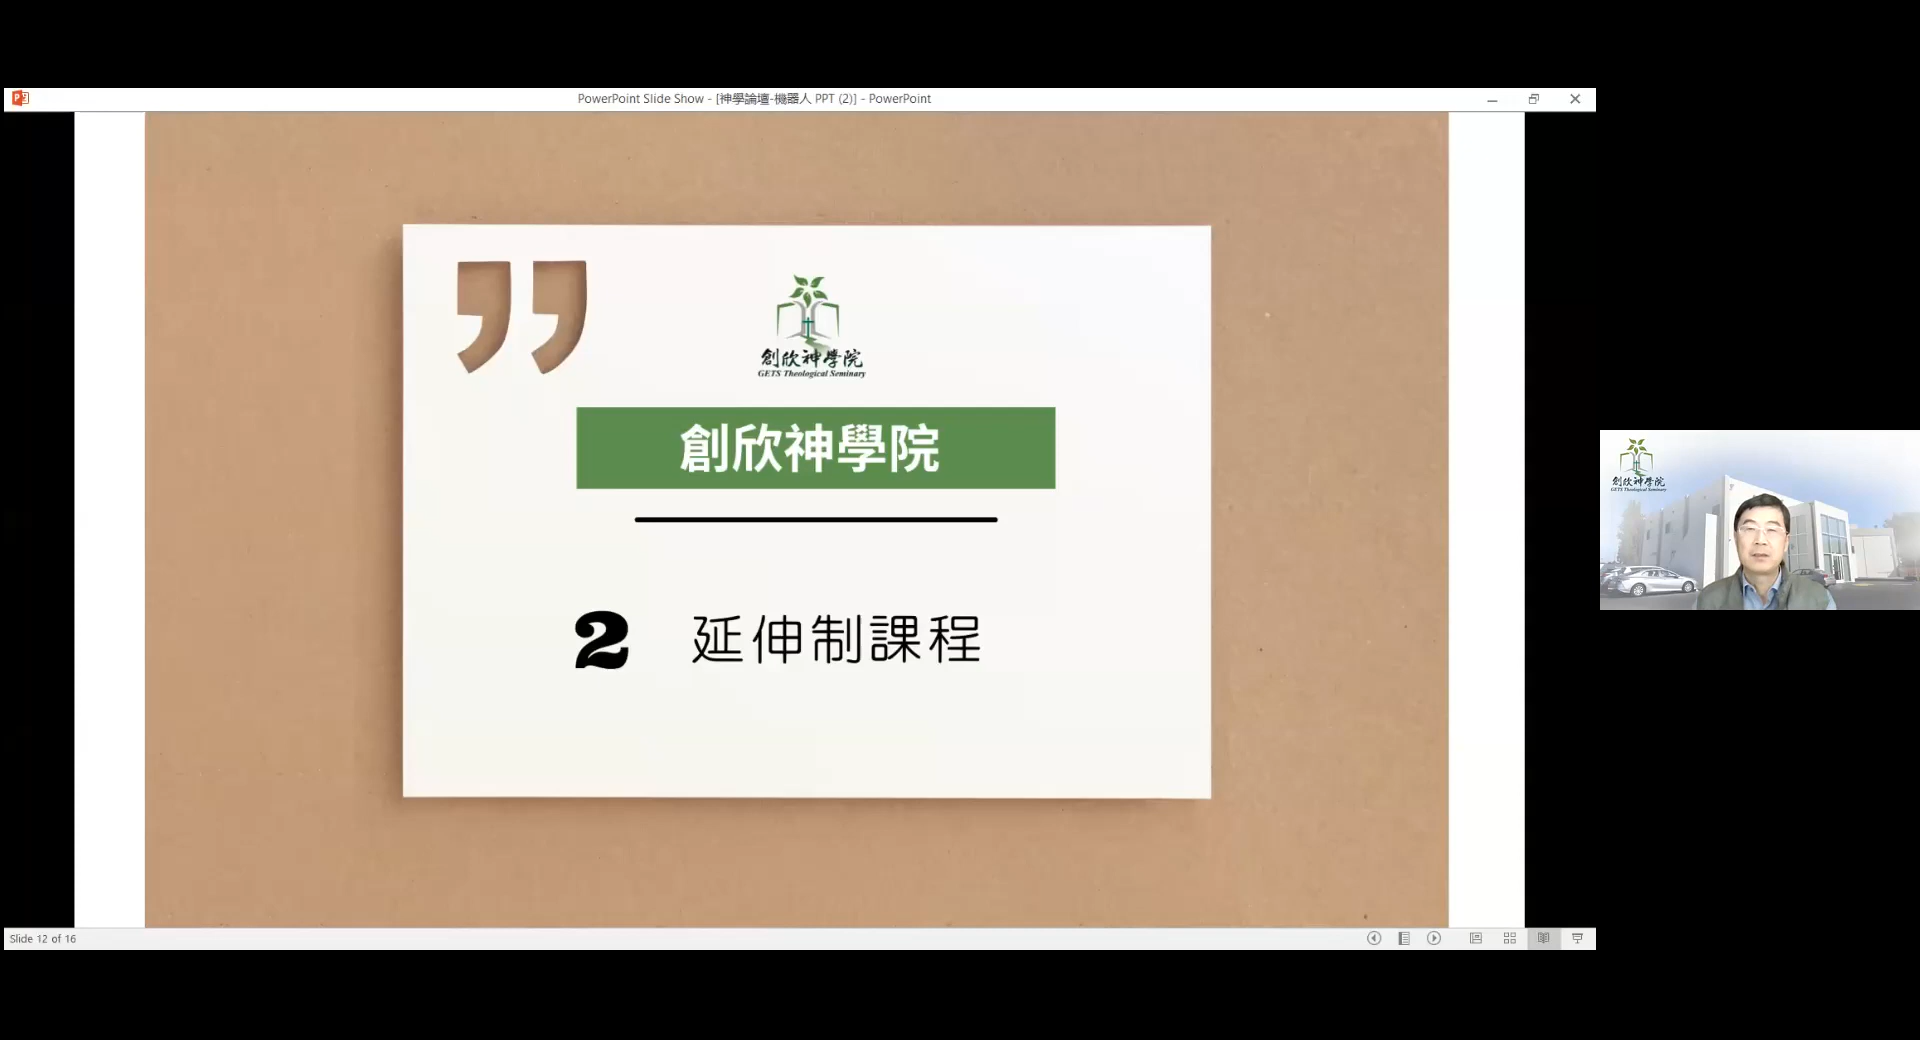 PowerPoint Slide Show - [神學論壇-機器人 PPT (2)] - PowerPoint
創欣神學院
GETS Theological Seminary
創欣神學院
2 延伸制課程
創欣神學院
GETS Theological Seminary
Slide 12 of 16